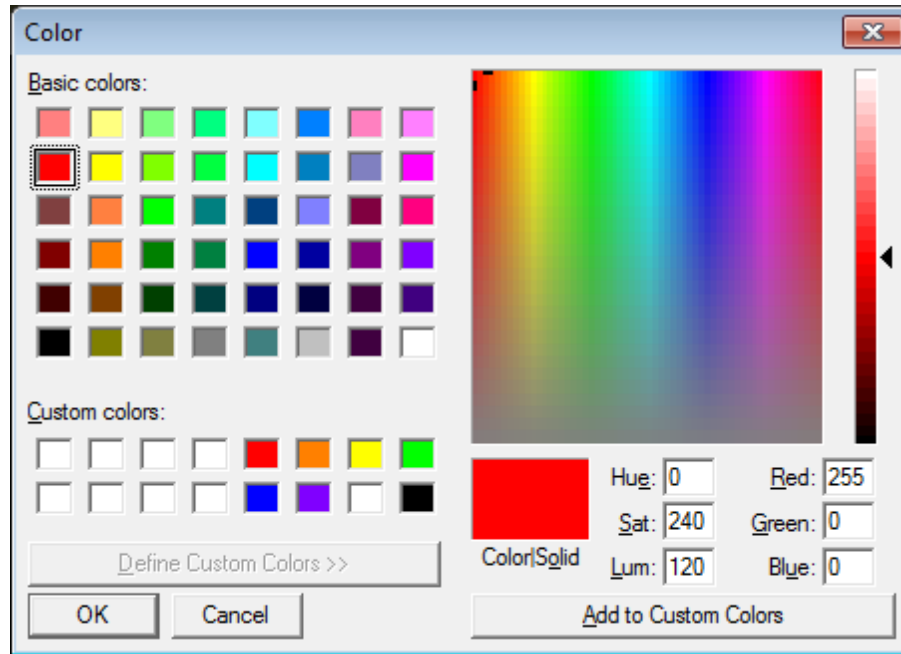 Color
Basic colors:
Custom colors:
Define Custom Colors >>
OK Cancel
Color|Solid
Hue: 0 Red: 255
Sat: 240 Green: 0
Lum: 120 Blue: 0
Add to Custom Colors